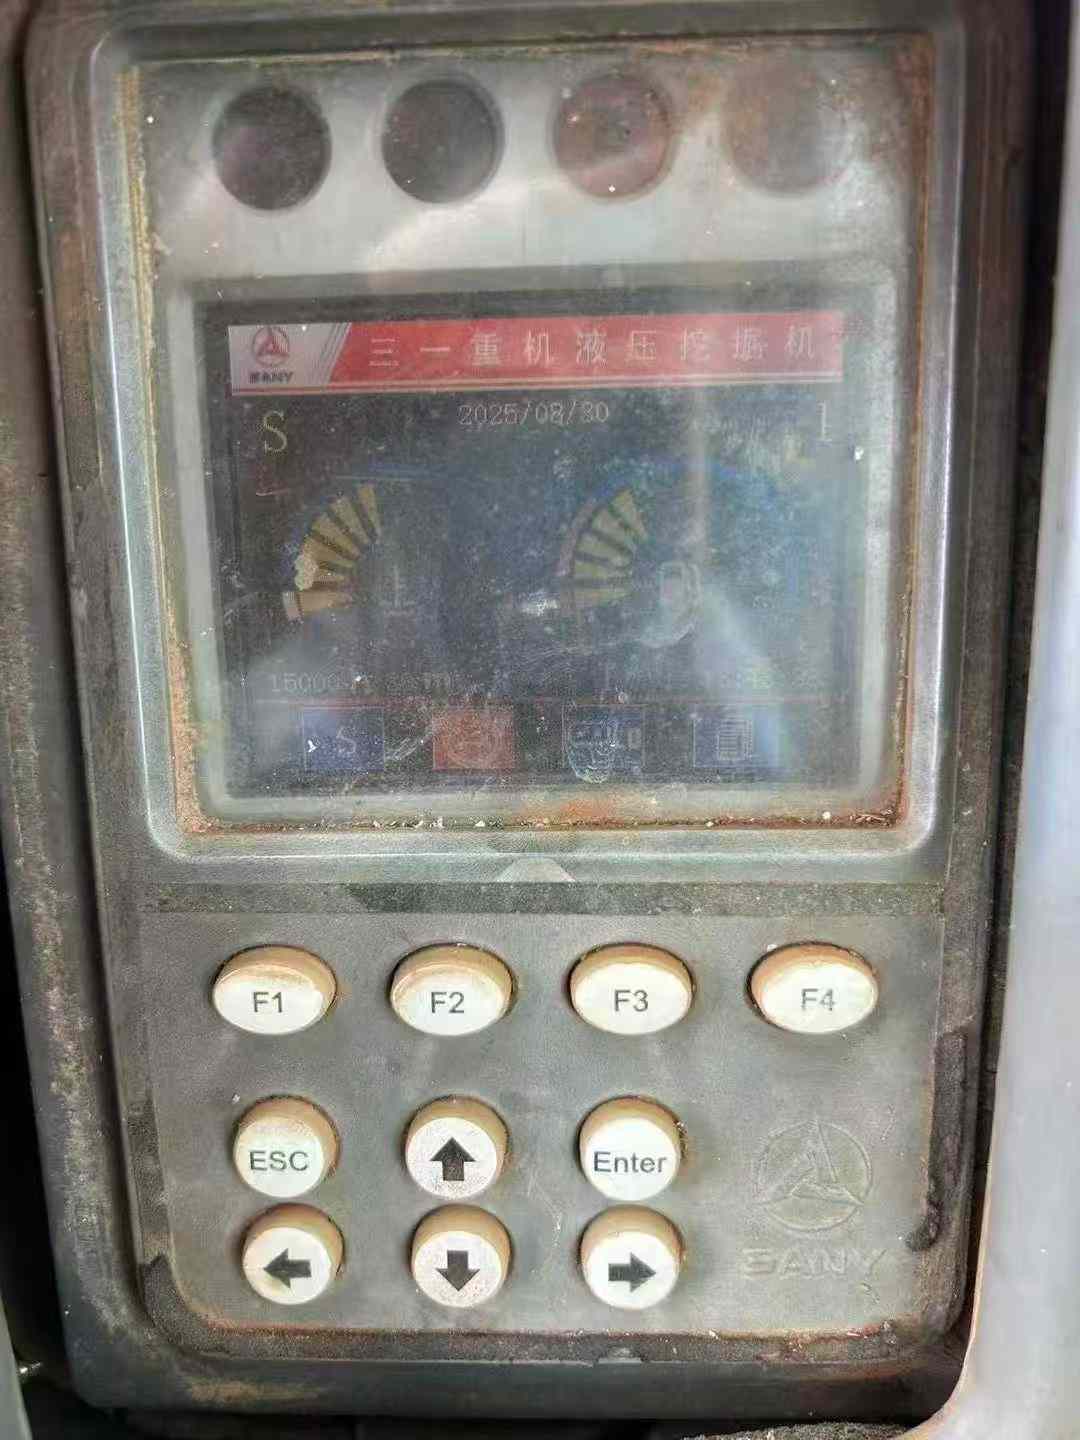 SANY
三一重机液压挖掘机
S 2025/08/30 1
S
F1 F2 F3 F4
ESC Enter
SANY